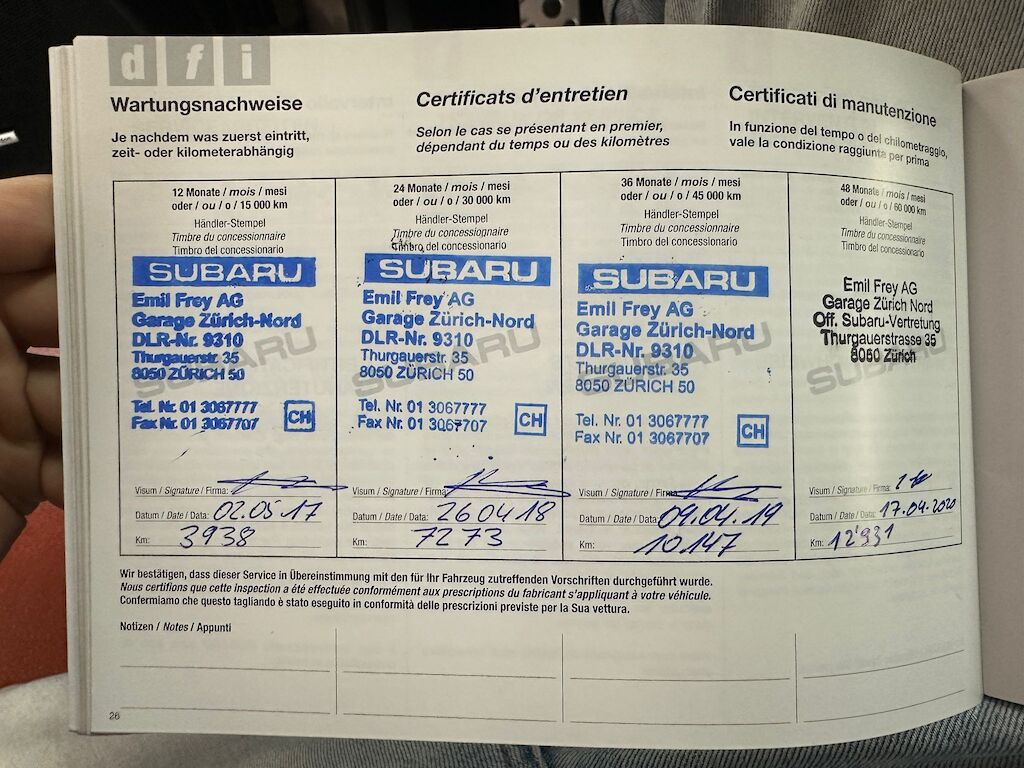 dfi
Wartungsnachweise
Je nachdem was zuerst eintritt,
zeit- oder kilometerabhängig
Certificats d'entretien
Selon le cas se présentant en premier,
dépendant du temps ou des kilomètres
Certificati di manutenzione
In funzione del tempo o del chilometraggio,
vale la condizione raggiunta per prima
12 Monate / mois / mesi
oder / ou / o / 15 000 km
Händler-Stempel
Timbre du concessionnaire
Timbro del concessionario
SUBARU
Emil Frey AG
Garage Zürich-Nord
DLR-Nr. 9310
Thurgauerstr. 35
8050 ZÜRICH 50
SUBARU
Tel. Nr. 01 3067777
Fax Nr. 01 3067707
CH
Visum / Signature / Firma:
Datum / Date / Data: 02.05.17
Km: 3938
24 Monate / mois / mesi
oder / ou / o / 30 000 km
Händler-Stempel
Timbre du concessiognaire
Timbro del concessionario
SUBARU
Emil Frey AG
Garage Zürich-Nord
DLR-Nr. 9310
Thurgauerstr. 35
8050 ZÜRICH 50
SUBARU
Tel. Nr. 01 3067777
Fax Nr. 01 3067707
CH
Visum / Signature / Firma:
Datum / Date / Data: 26 04 18
Km: 7273
36 Monate / mois / mesi
oder / ou / o / 45 000 km
Händler-Stempel
Timbre du concessionnaire
Timbro del concessionario
SUBARU
Emil Frey AG
Garage Zürich-Nord
DLR-Nr. 9310
Thurgauerstr. 35
8050 ZÜRICH 50
SUBARU
Tel. Nr. 01 3067777
Fax Nr. 01 3067707
CH
Visum / Signature / Firma:
Datum / Date / Data: 09.04.19
Km: 10.147
48 Monate / mois / mesi
oder / ou / o / 60 000 km
Händler-Stempel
Timbre du concessionnaire
Timbro del concessionario
Emil Frey AG
Garage Zürich Nord
Off. Subaru-Vertretung
Thurgauerstrasse 35
8050 Zürich
SUBARU
Visum / Signature / Firma:
Datum / Date / Data: 17.04.2020
Km: 12'931
Wir bestätigen, dass dieser Service in Übereinstimmung mit den für Ihr Fahrzeug zutreffenden Vorschriften durchgeführt wurde.
Nous certifions que cette inspection a été effectuée conformément aux prescriptions du fabricant s'appliquant à votre véhicule.
Confermiamo che questo tagliando è stato eseguito in conformità delle prescrizioni previste per la Sua vettura.
Notizen / Notes / Appunti
26